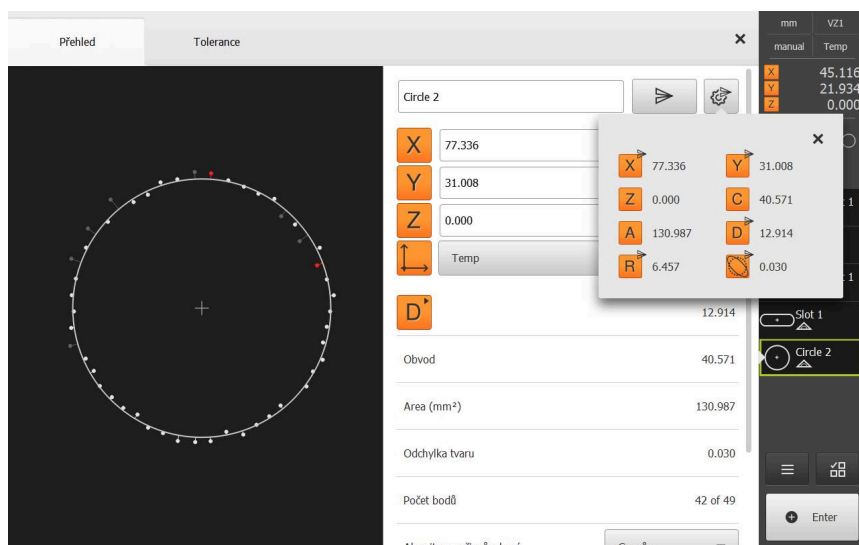 Přehled
Tolerance
mm
VZ1
manual
Temp
X 45.116
Y 21.934
Z 0.000
Circle 2
X 77.336
Y 31.008
Z 0.000
Temp
X 77.336
Y 31.008
Z 0.000
C 40.571
A 130.987
D 12.914
R 6.457
0.030
D 12.914
Obvod 40.571
Area (mm²) 130.987
Odchylka tvaru 0.030
Počet bodů 42 of 49
1
1
Slot 1
Circle 2
Enter